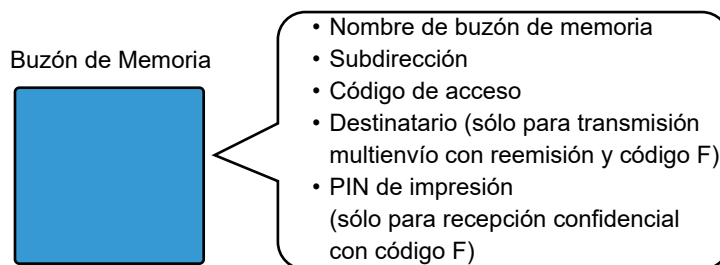 Buzón de Memoria
• Nombre de buzón de memoria
• Subdirección
• Código de acceso
• Destinatario (sólo para transmisión
multienvío con reemisión y código F)
• PIN de impresión
(sólo para recepción confidencial
con código F)